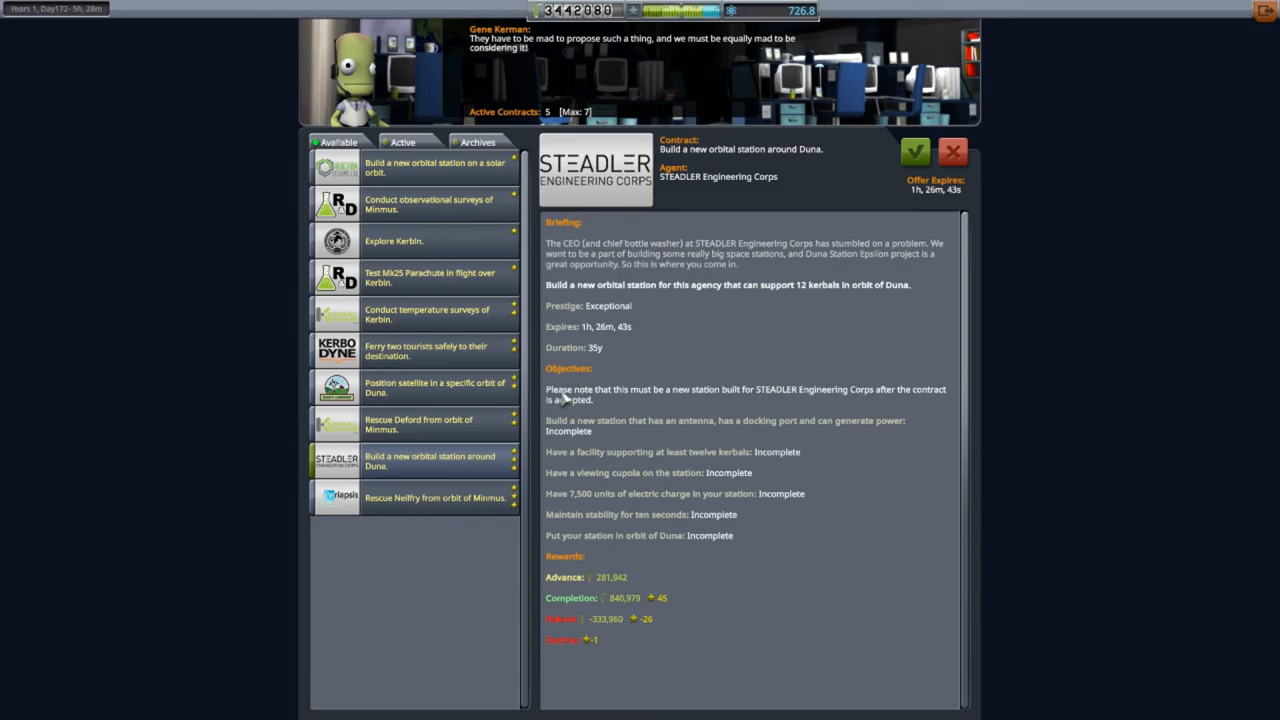 Years 1, Day172- 5h, 28m
3442080
726.8
Gene Kerman:
They have to be mad to propose such a thing, and we must be equally mad to be
considering it!
Active Contracts: 5 [Max: 7]
Available
Active
Archives
Build a new orbital station on a solar
orbit.
R&D
Conduct observational surveys of
Minmus.
Explore Kerbin.
R&D
Test Mk25 Parachute in flight over
Kerbin.
Conduct temperature surveys of
Kerbin.
KERBO
DYNE
Ferry two tourists safely to their
destination.
Position satellite in a specific orbit of
Duna.
Rescue Deford from orbit of
Minmus.
STEADLER
Build a new orbital station around
Duna.
Rescue Neilfry from orbit of Minmus.
STEADLER
ENGINEERING CORPS
Contract:
Build a new orbital station around Duna.
Agent:
STEADLER Engineering Corps
Offer Expires:
1h, 26m, 43s
Briefing:
The CEO (and chief bottle washer) at STEADLER Engineering Corps has stumbled on a problem. We
want to be a part of building some really big space stations, and Duna Station Epsilon project is a
great opportunity. So this is where you come in.
Build a new orbital station for this agency that can support 12 kerbals in orbit of Duna.
Prestige: Exceptional
Expires: 1h, 26m, 43s
Duration: 35y
Objectives:
Please note that this must be a new station built for STEADLER Engineering Corps after the contract
is accepted.
Build a new station that has an antenna, has a docking port and can generate power:
Incomplete
Have a facility supporting at least twelve kerbals: Incomplete
Have a viewing cupola on the station: Incomplete
Have 7,500 units of electric charge in your station: Incomplete
Maintain stability for ten seconds: Incomplete
Put your station in orbit of Duna: Incomplete
Rewards:
Advance: 281,942
Completion: 840,979 45
Failure: -333,960 -26
-1